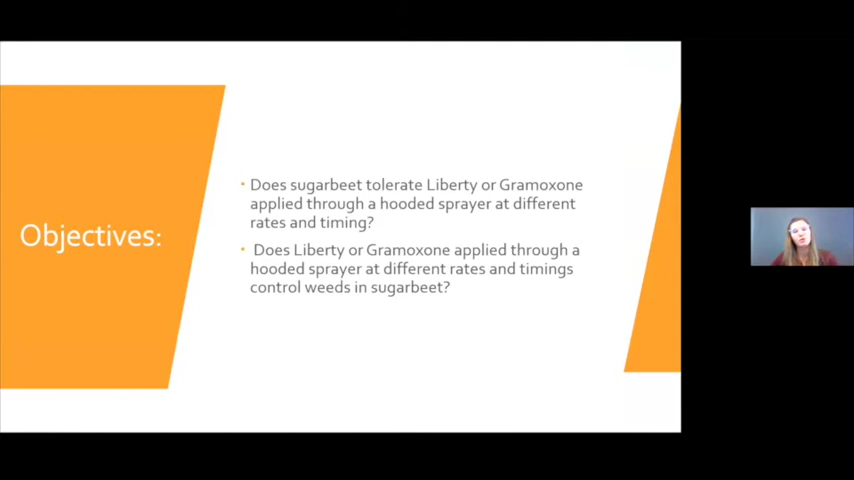 Objectives:
• Does sugarbeet tolerate Liberty or Gramoxone
applied through a hooded sprayer at different
rates and timing?
• Does Liberty or Gramoxone applied through a
hooded sprayer at different rates and timings
control weeds in sugarbeet?